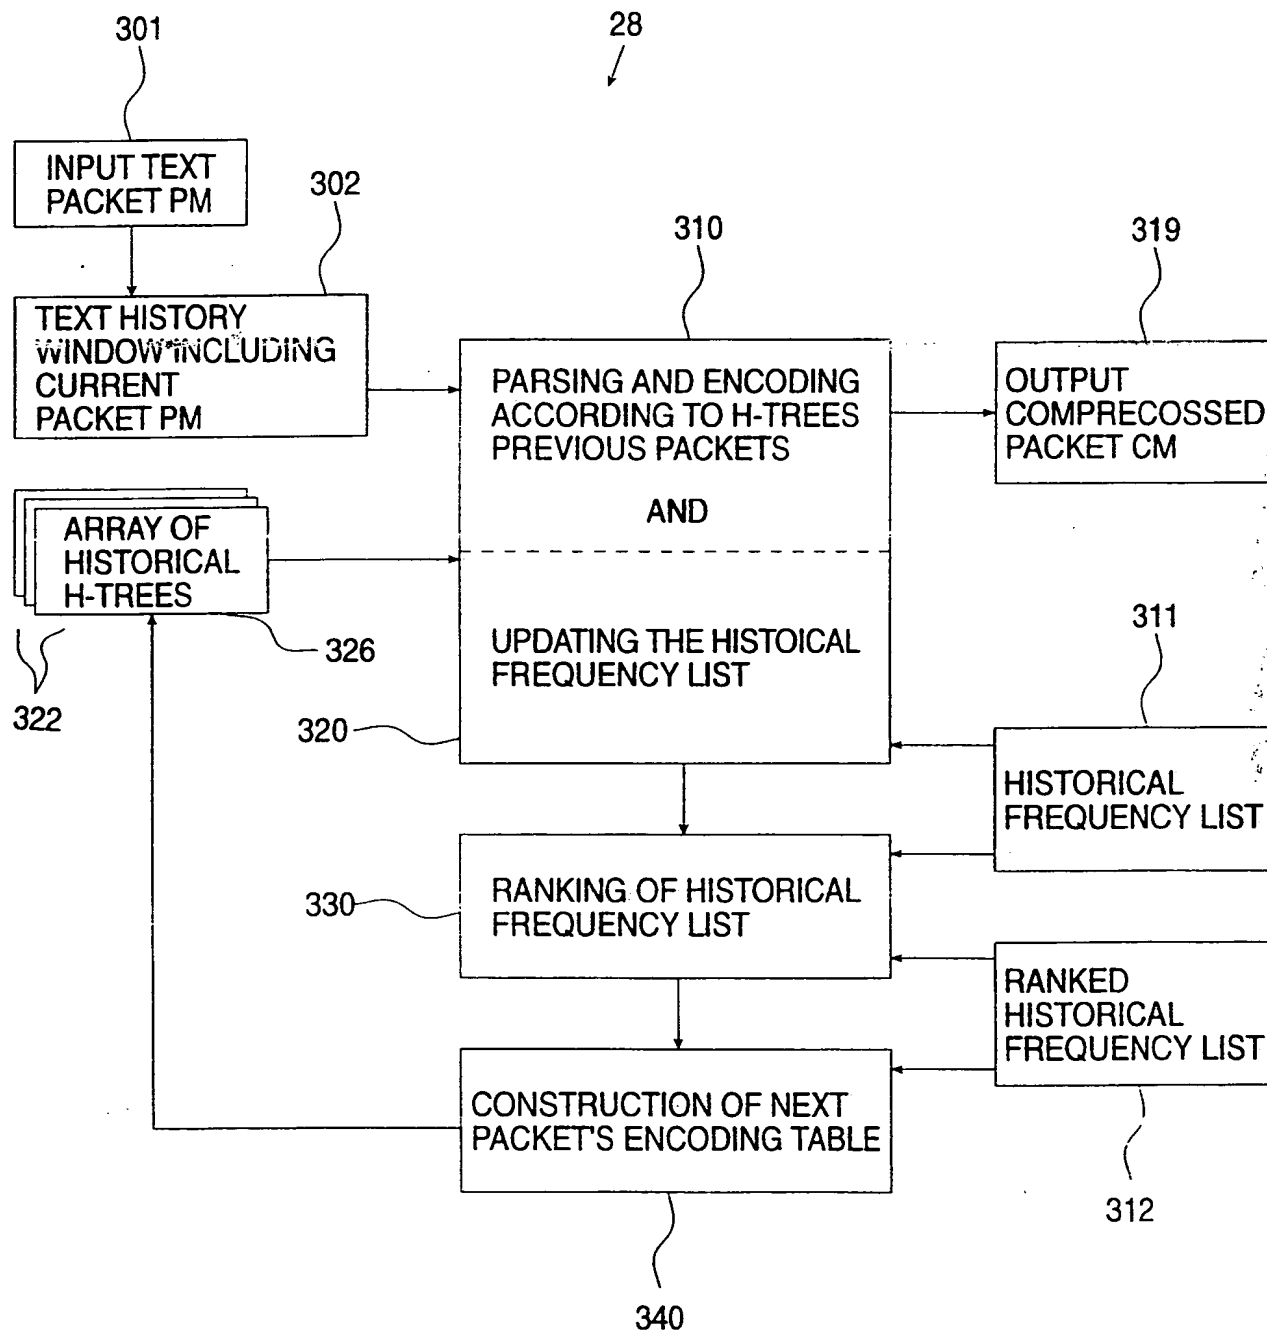 28
301
INPUT TEXT
PACKET PM
302
TEXT HISTORY
WINDOW INCLUDING
CURRENT
PACKET PM
310
PARSING AND ENCODING
ACCORDING TO H-TREES
PREVIOUS PACKETS
AND
UPDATING THE HISTOICAL
FREQUENCY LIST
319
OUTPUT
COMPRECOSSED
PACKET CM
ARRAY OF
HISTORICAL
H-TREES
326
322
320
311
HISTORICAL
FREQUENCY LIST
330
RANKING OF HISTORICAL
FREQUENCY LIST
RANKED
HISTORICAL
FREQUENCY LIST
312
CONSTRUCTION OF NEXT
PACKET'S ENCODING TABLE
340